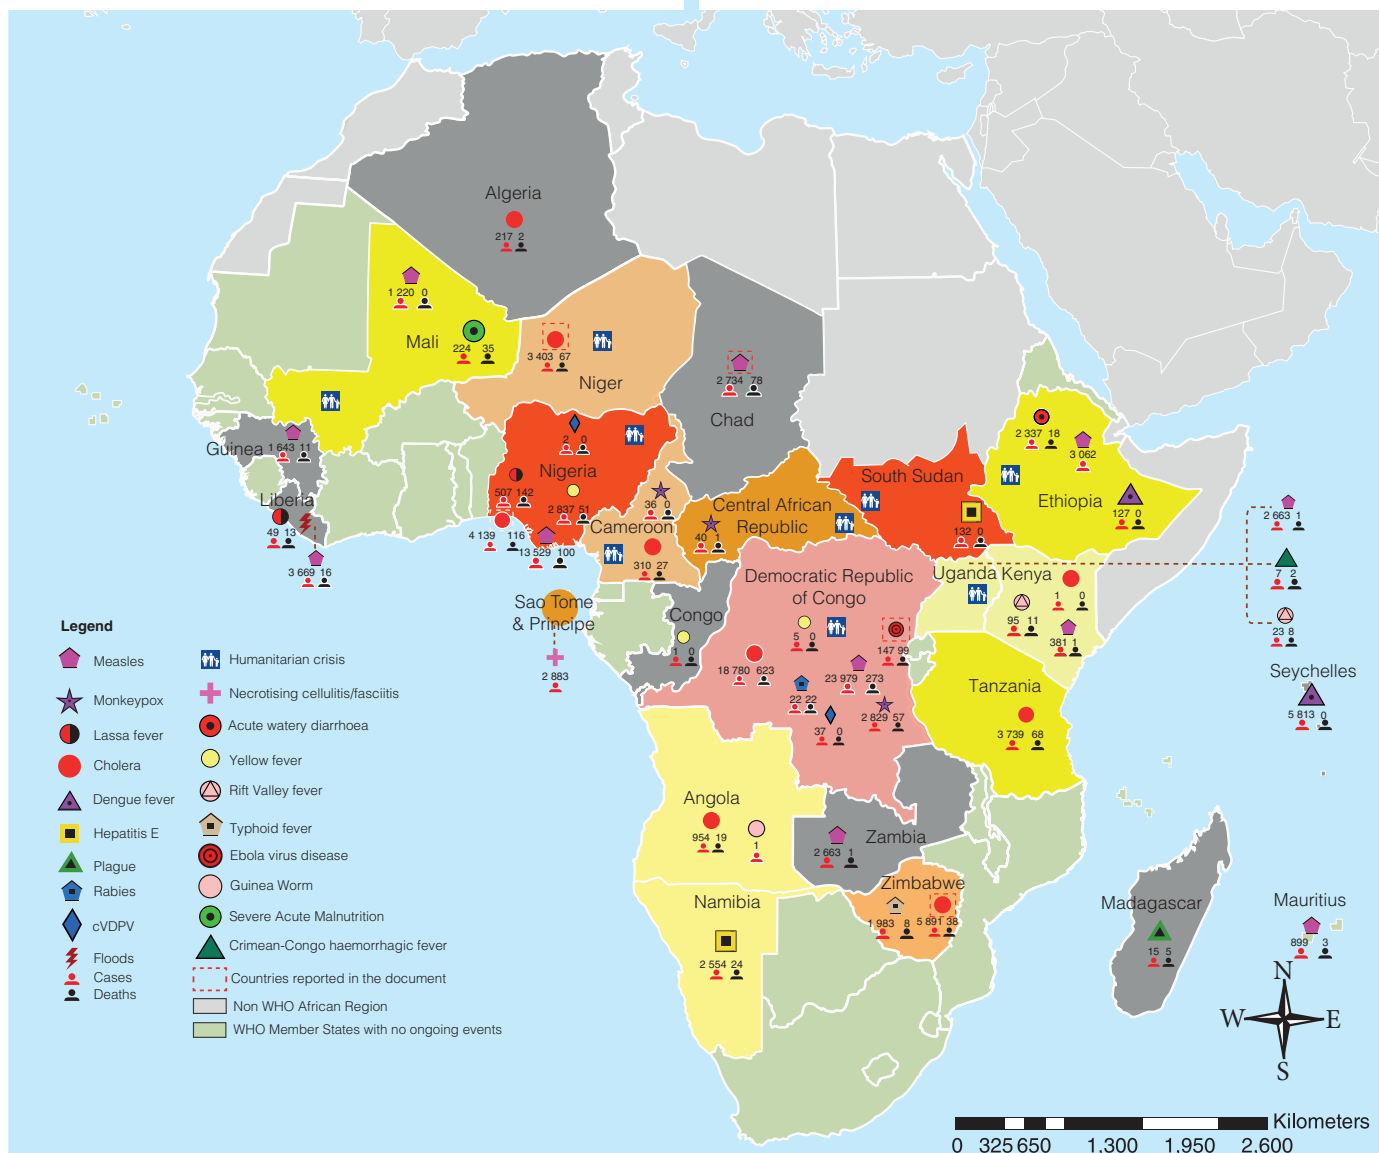 Algeria
217 2
1 220 0
Mali
224 35
3 403 67
Niger
2 734 78
Chad
Guinea 1 643 11
Liberia
49 13
3 669 16
2 0
Nigeria
507 142
2 837 51
4 139 116
13 529 100
Cameroon
36 0
310 27
Central African
Republic
40 1
South Sudan
132 0
2 337 18
3 062
Ethiopia
127 0
Uganda
Kenya
1 0
95 11
381 1
2 663 1
7 2
23 8
Seychelles
5 813 0
Sao Tome
& Principe
2 883
Congo
1 0
Democratic Republic
of Congo
5 0
147 99
18 780 623
23 979 273
22 22
2 829 57
37 0
Tanzania
3 739 68
Angola
954 19
1
Zambia
2 663 1
Zimbabwe
1 983 8
5 891 38
Namibia
2 554 24
Madagascar
15 5
Mauritius
899 3
Legend
Measles
Monkeypox
Lassa fever
Cholera
Dengue fever
Hepatitis E
Plague
Rabies
cVDPV
Floods
Cases
Deaths
Humanitarian crisis
Necrotising cellulitis/fasciitis
Acute watery diarrhoea
Yellow fever
Rift Valley fever
Typhoid fever
Ebola virus disease
Guinea Worm
Severe Acute Malnutrition
Crimean-Congo haemorrhagic fever
Countries reported in the document
Non WHO African Region
WHO Member States with no ongoing events
N
W E
S
Kilometers
0 325 650 1,300 1,950 2,600